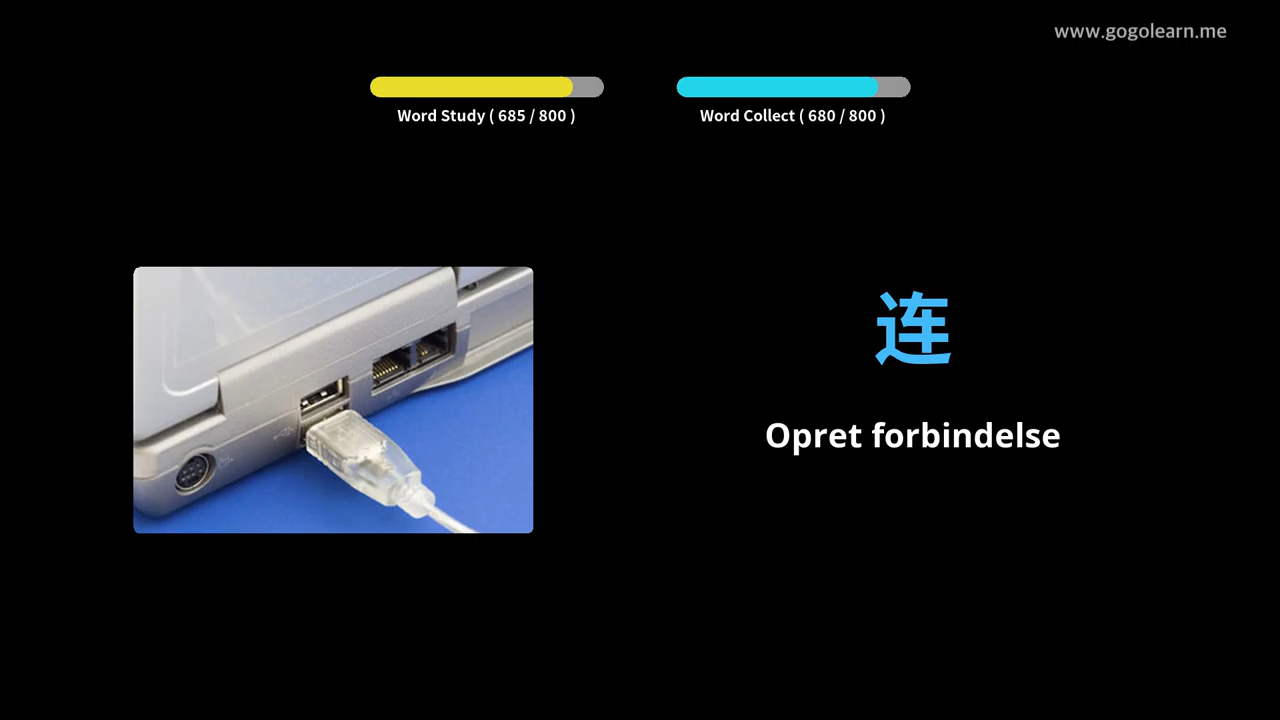 www.gogolearn.me
Word Study ( 685 / 800 )
Word Collect ( 680 / 800 )
连
Opret forbindelse